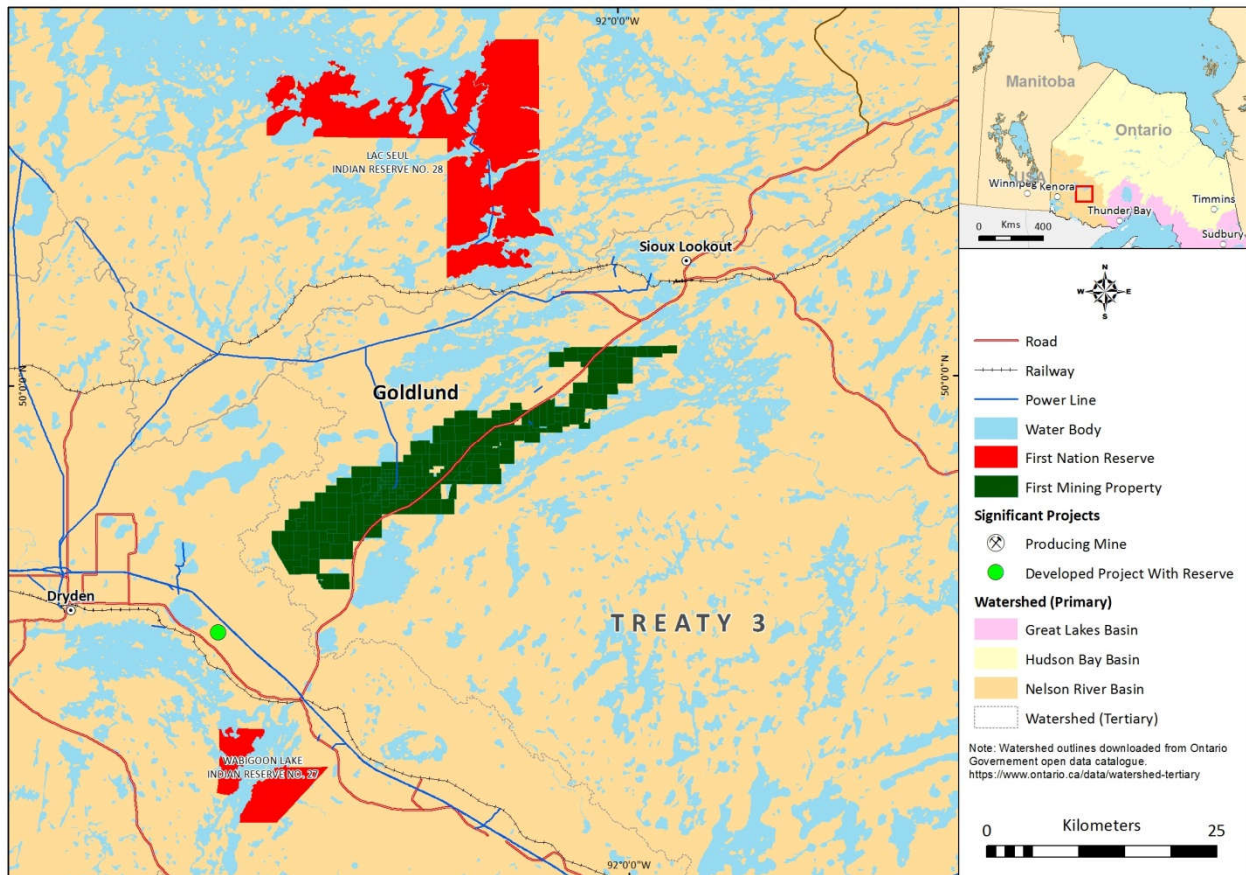 92°0'0"W
LAC SEUL
INDIAN RESERVE NO. 28
Sioux Lookout
50°0'0"N
50°0'0"N
Goldlund
Dryden
TREATY 3
WABIGOON LAKE
INDIAN RESERVE NO. 27
92°0'0"W
Manitoba
Ontario
USA
Winnipeg
Kenora
Thunder Bay
Timmins
Sudbury
Kms
0 400
N
W E
S
Road
Railway
Power Line
Water Body
First Nation Reserve
First Mining Property
Significant Projects
Producing Mine
Developed Project With Reserve
Watershed (Primary)
Great Lakes Basin
Hudson Bay Basin
Nelson River Basin
Watershed (Tertiary)
Note: Watershed outlines downloaded from Ontario
Governement open data catalogue.
https://www.ontario.ca/data/watershed-tertiary
Kilometers
0 25